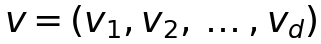 v = (v₁, v₂, … , v_d)